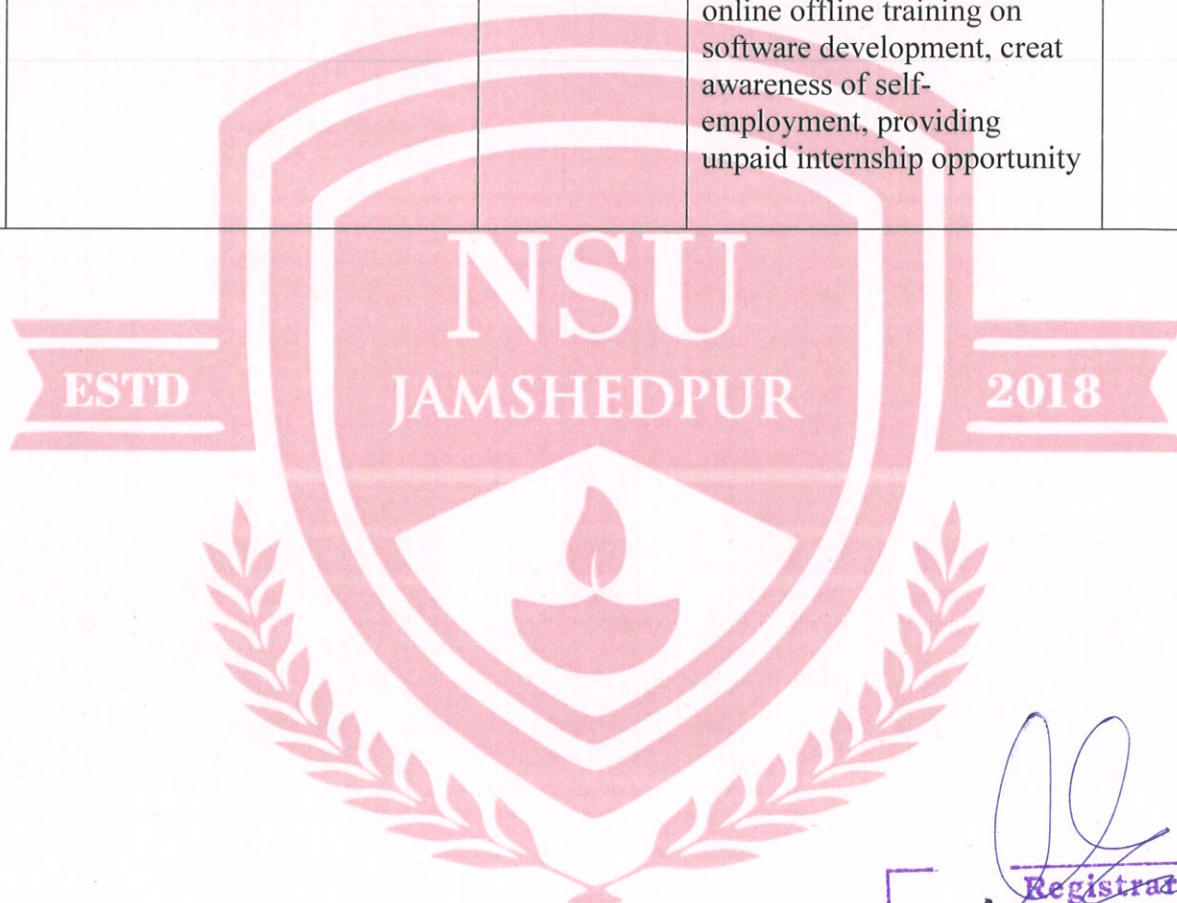 online offline training on
software development, creat
awareness of self-
employment, providing
unpaid internship opportunity
NSU
ESTD
JAMSHEDPUR
2018
Registrar